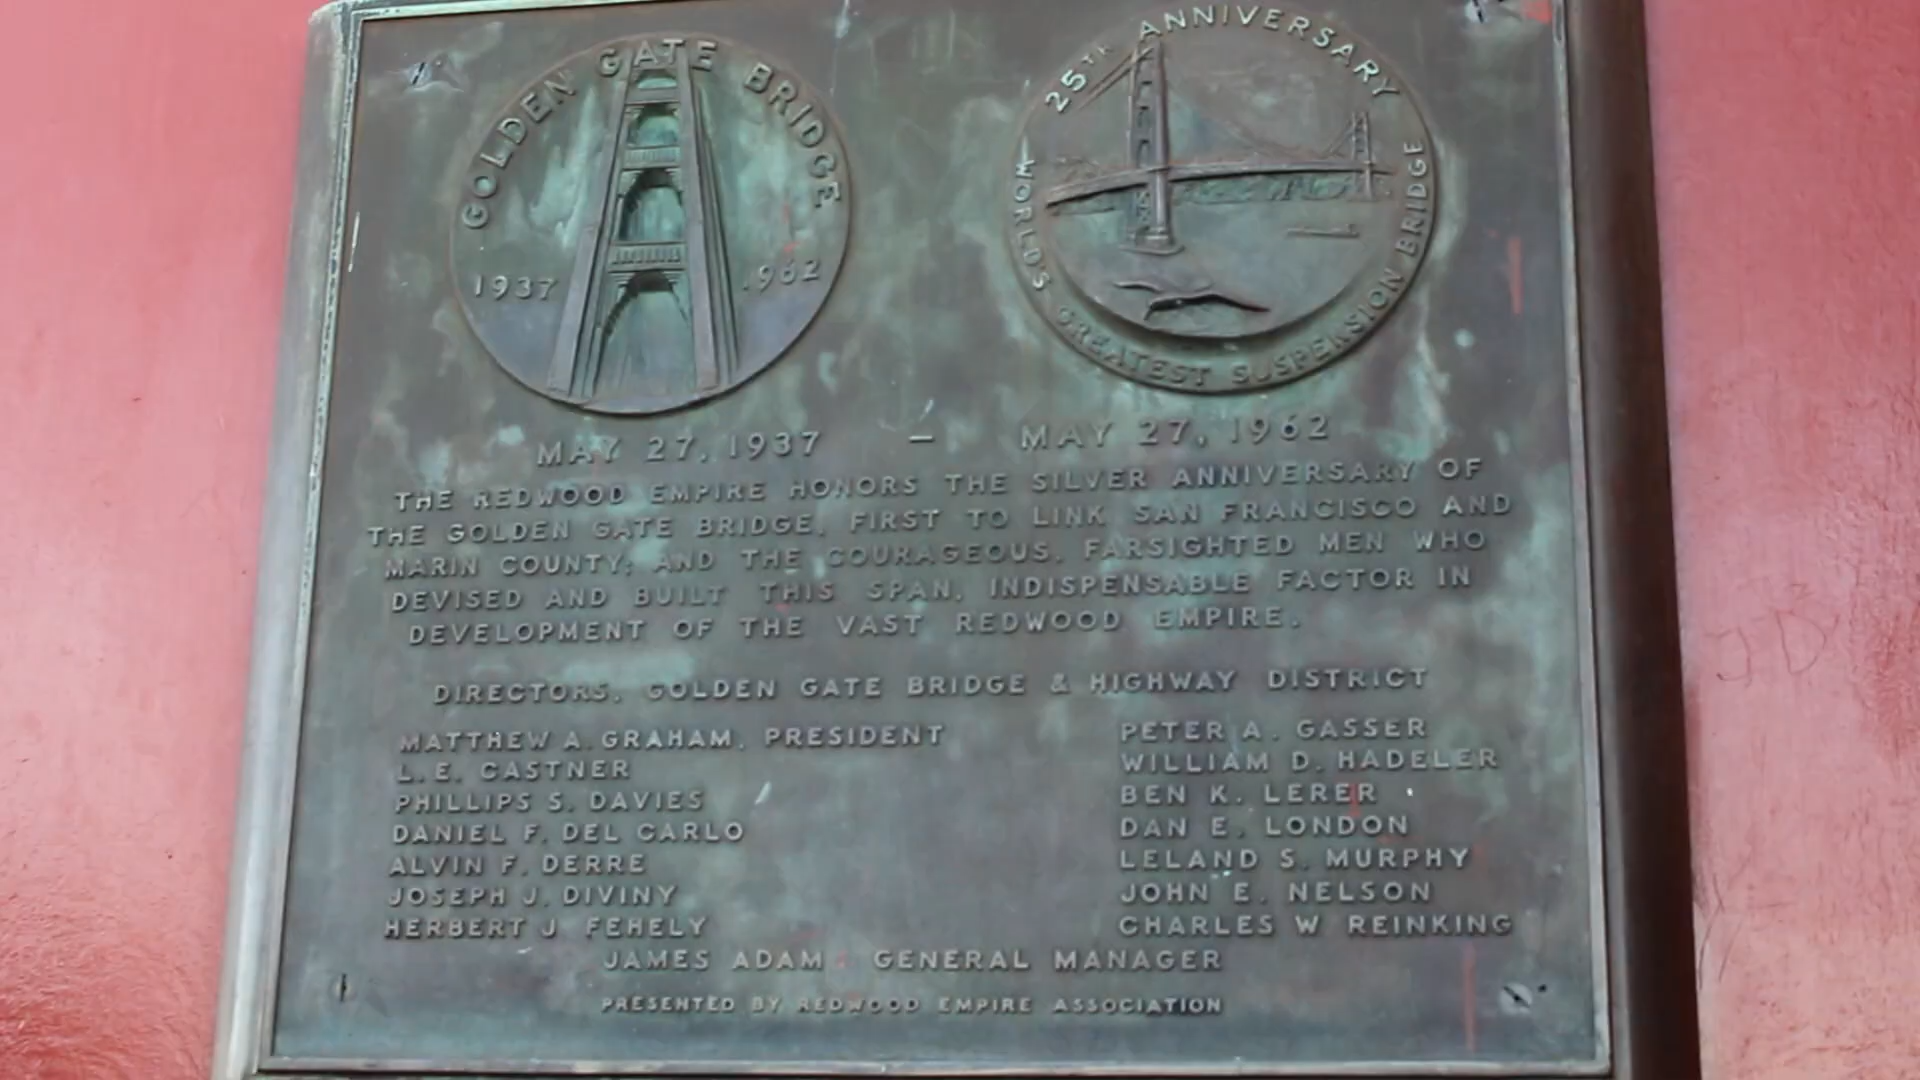 GOLDEN GATE BRIDGE
1937 1962
25TH ANNIVERSARY
WORLDS GREATEST SUSPENSION BRIDGE
MAY 27, 1937 — MAY 27, 1962
THE REDWOOD EMPIRE HONORS THE SILVER ANNIVERSARY OF
THE GOLDEN GATE BRIDGE, FIRST TO LINK SAN FRANCISCO AND
MARIN COUNTY; AND THE COURAGEOUS, FARSIGHTED MEN WHO
DEVISED AND BUILT THIS SPAN, INDISPENSABLE FACTOR IN
DEVELOPMENT OF THE VAST REDWOOD EMPIRE.
DIRECTORS, GOLDEN GATE BRIDGE & HIGHWAY DISTRICT
MATTHEW A. GRAHAM, PRESIDENT
L. E. CASTNER
PHILLIPS S. DAVIES
DANIEL F. DEL CARLO
ALVIN F. DERRE
JOSEPH J. DIVINY
HERBERT J FEHELY
PETER A. GASSER
WILLIAM D. HADELER
BEN K. LERER
DAN E. LONDON
LELAND S. MURPHY
JOHN E. NELSON
CHARLES W REINKING
JAMES ADAM, GENERAL MANAGER
PRESENTED BY REDWOOD EMPIRE ASSOCIATION
JD